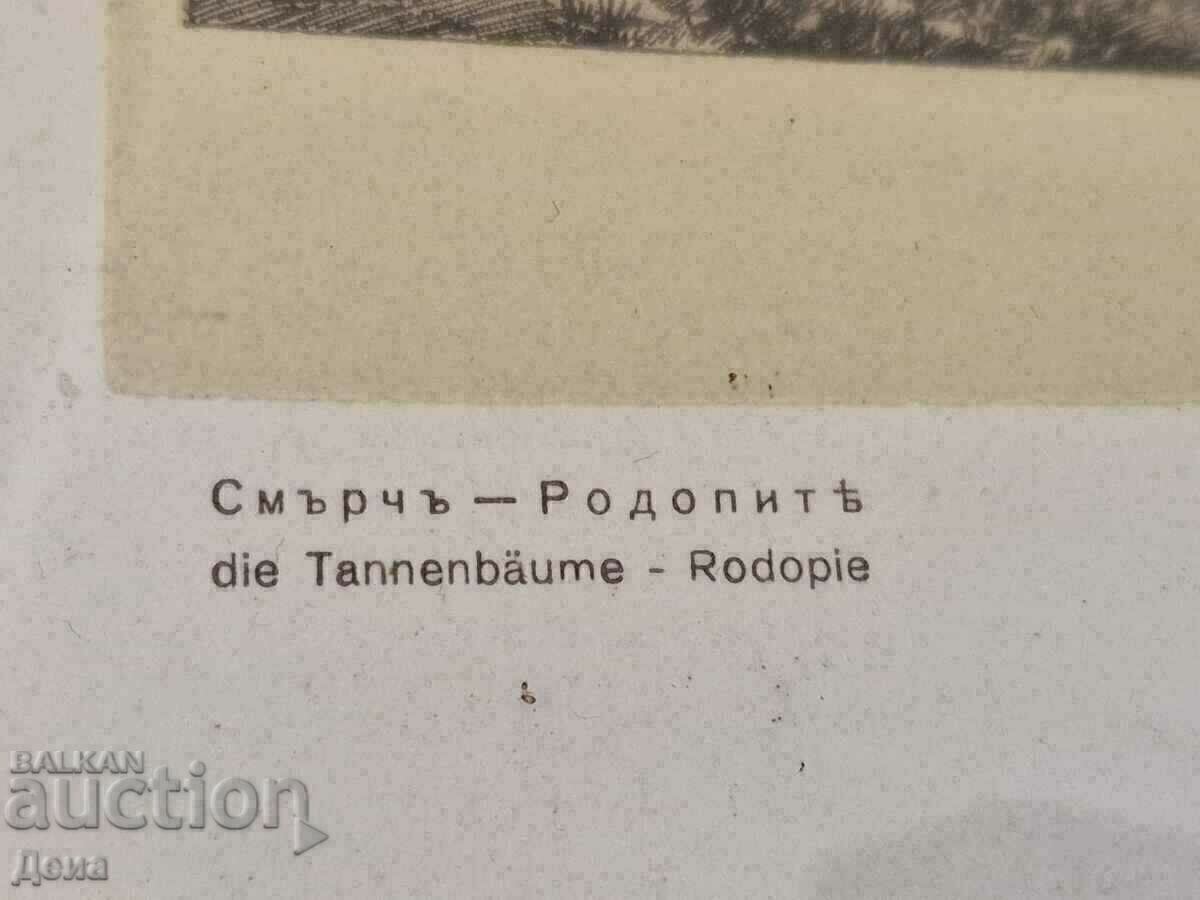 Смърчъ — Родопитѣ
die Tannenbäume - Rodopie
BALKAN
auction
Деиа